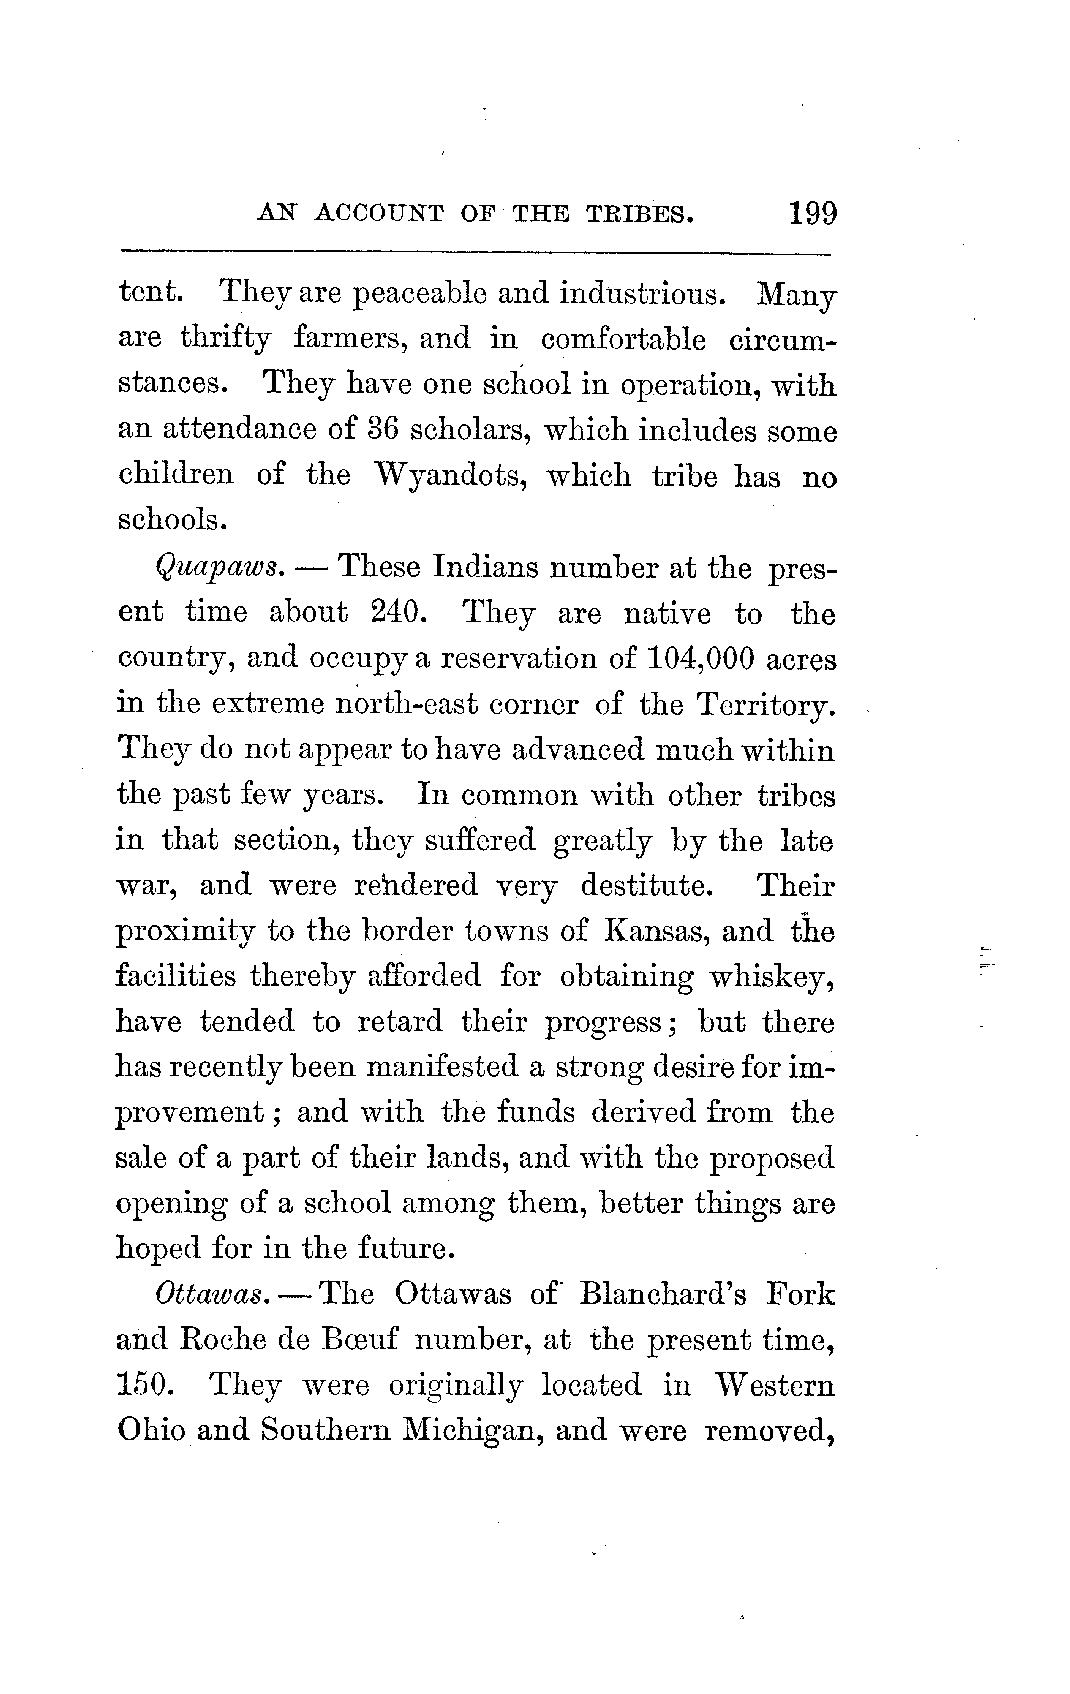 AN ACCOUNT OF THE TRIBES. 199
tent. They are peaceable and industrious. Many
are thrifty farmers, and in comfortable circum-
stances. They have one school in operation, with
an attendance of 36 scholars, which includes some
children of the Wyandots, which tribe has no
schools.
Quapaws. — These Indians number at the pres-
ent time about 240. They are native to the
country, and occupy a reservation of 104,000 acres
in the extreme north-east corner of the Territory.
They do not appear to have advanced much within
the past few years. In common with other tribes
in that section, they suffered greatly by the late
war, and were rendered very destitute. Their
proximity to the border towns of Kansas, and the
facilities thereby afforded for obtaining whiskey,
have tended to retard their progress; but there
has recently been manifested a strong desire for im-
provement; and with the funds derived from the
sale of a part of their lands, and with the proposed
opening of a school among them, better things are
hoped for in the future.
Ottawas. — The Ottawas of Blanchard's Fork
and Roche de Bœuf number, at the present time,
150. They were originally located in Western
Ohio and Southern Michigan, and were removed,